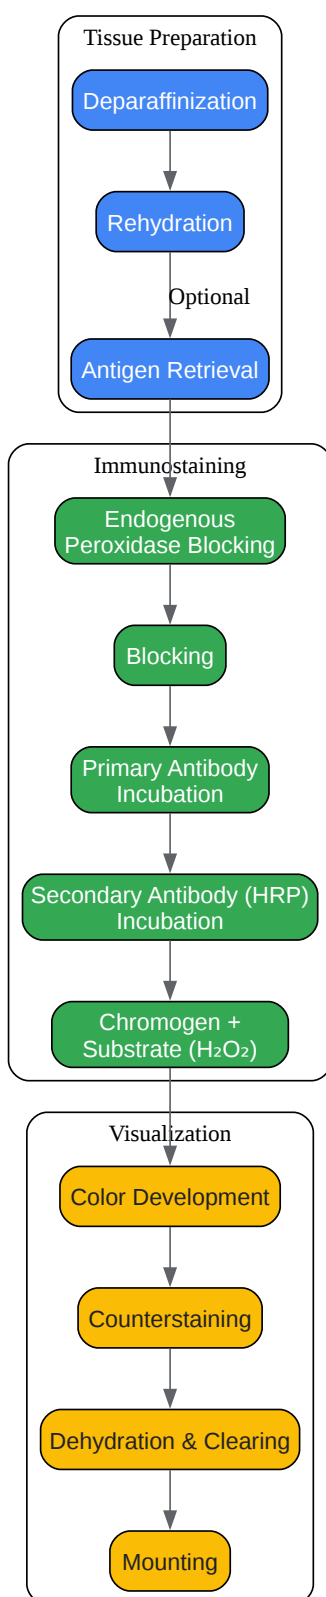 Tissue Preparation
Deparaffinization
Rehydration
Optional
Antigen Retrieval
Immunostaining
Endogenous
Peroxidase Blocking
Blocking
Primary Antibody
Incubation
Secondary Antibody (HRP)
Incubation
Chromogen +
Substrate (H₂O₂)
Visualization
Color Development
Counterstaining
Dehydration & Clearing
Mounting